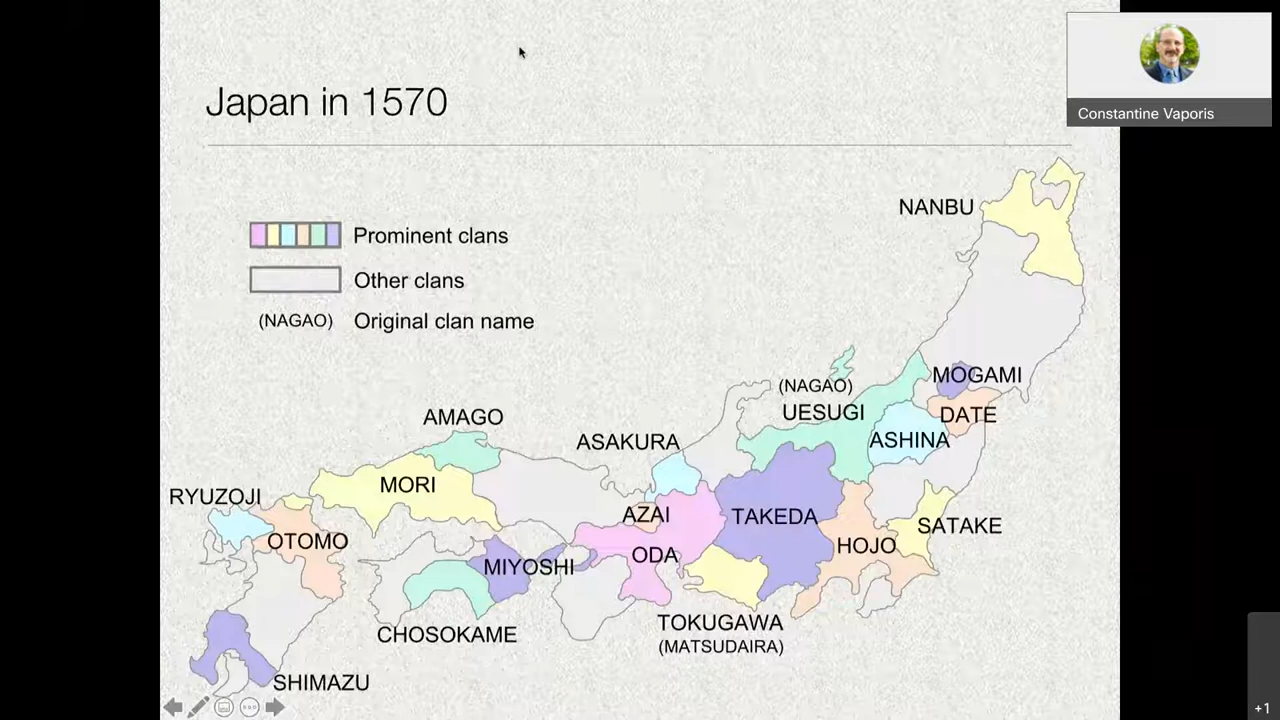 Japan in 1570
Constantine Vaporis
Prominent clans
Other clans
(NAGAO) Original clan name
NANBU
MOGAMI
(NAGAO)
UESUGI
DATE
AMAGO
ASAKURA
ASHINA
RYUZOJI
MORI
AZAI
TAKEDA
SATAKE
OTOMO
ODA
HOJO
MIYOSHI
CHOSOKAME
TOKUGAWA
(MATSUDAIRA)
SHIMAZU
+1